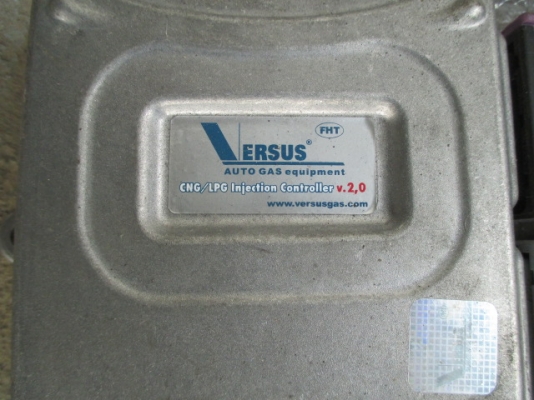 VERSUS® FHT
AUTO GAS equipment
CNG/LPG Injection Controller v.2,0
www.versusgas.com